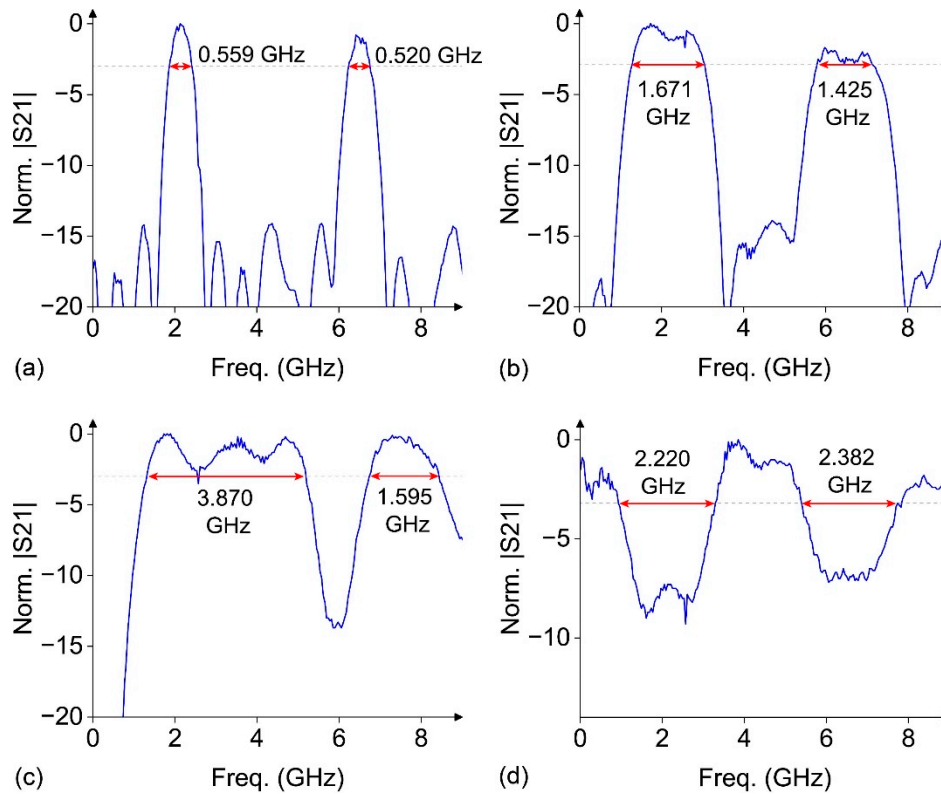 0
0.559 GHz
0.520 GHz
−5
−10
−15
−20
Norm. |S21|
0 2 4 6 8
(a)
Freq. (GHz)
0
1.671
GHz
1.425
GHz
−5
−10
−15
−20
Norm. |S21|
0 2 4 6 8
(b)
Freq. (GHz)
0
3.870
GHz
1.595
GHz
−5
−10
−15
−20
Norm. |S21|
0 2 4 6 8
(c)
Freq. (GHz)
0
2.220
GHz
2.382
GHz
−5
−10
Norm. |S21|
0 2 4 6 8
(d)
Freq. (GHz)